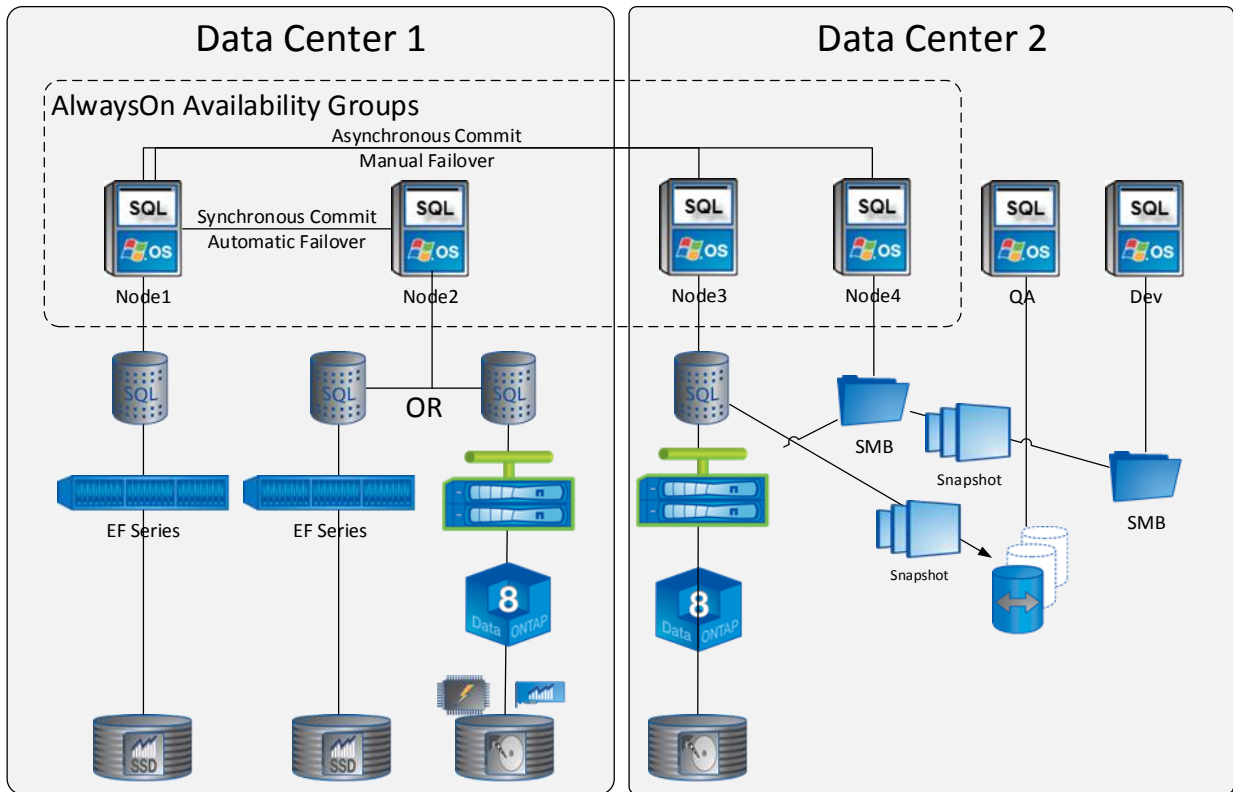 Data Center 1
Data Center 2
AlwaysOn Availability Groups
Asynchronous Commit
Manual Failover
SQL
OS
Node1
Synchronous Commit
Automatic Failover
SQL
OS
Node2
SQL
OS
Node3
SQL
OS
Node4
SQL
OS
QA
SQL
OS
Dev
SQL
SQL
OR
SQL
SQL
SMB
Snapshot
SMB
EF Series
EF Series
Snapshot
8
Data ONTAP
8
Data ONTAP
SSD
SSD